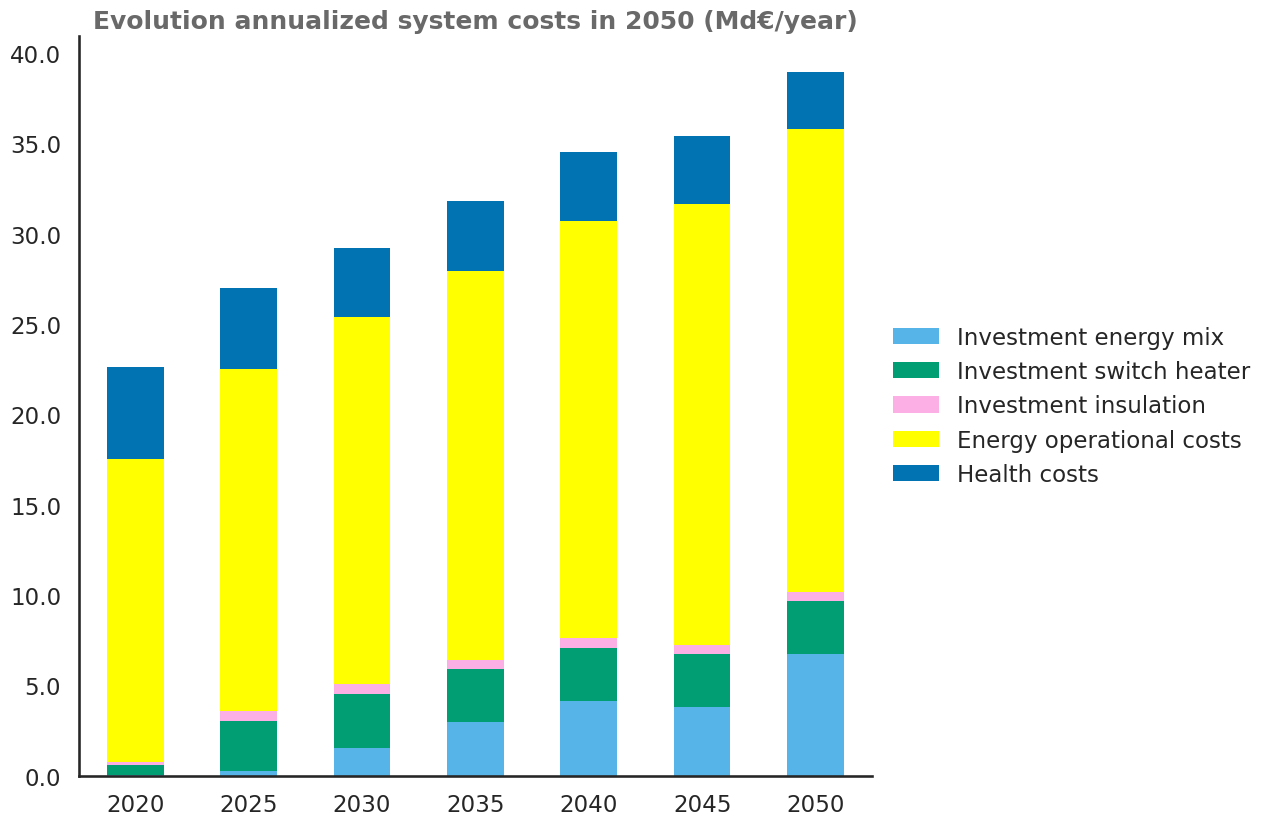 Evolution annualized system costs in 2050 (Md€/year)
40.0
35.0
30.0
25.0
20.0
15.0
10.0
5.0
0.0
2020 2025 2030 2035 2040 2045 2050
Investment energy mix
Investment switch heater
Investment insulation
Energy operational costs
Health costs